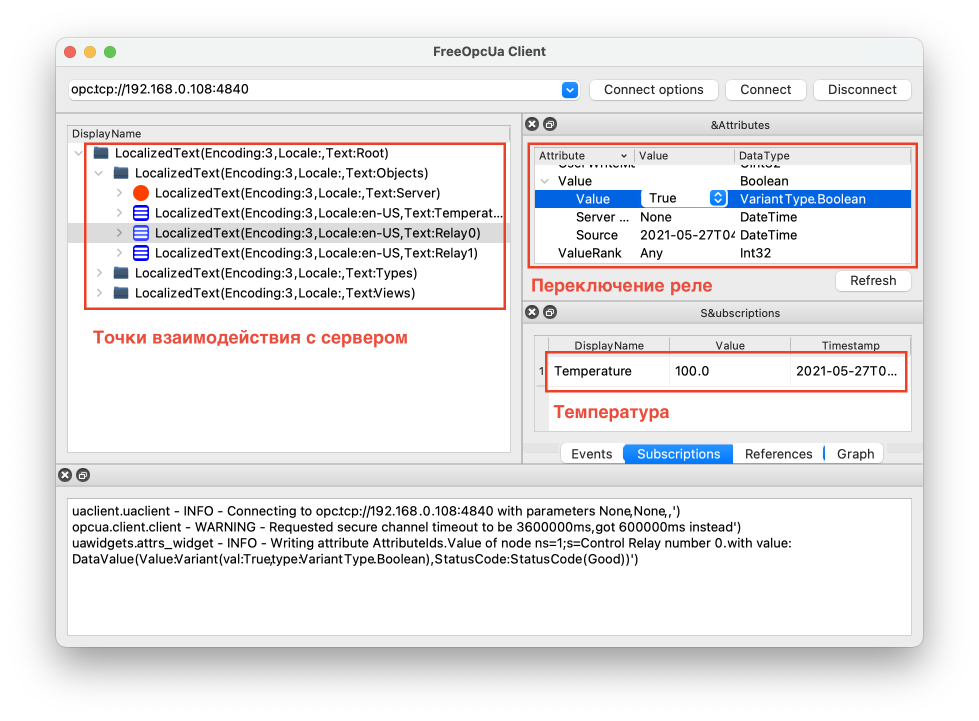 FreeOpcUa Client
opc.tcp://192.168.0.108:4840
Connect options
Connect
Disconnect
DisplayName
LocalizedText(Encoding:3,Locale:,Text:Root)
LocalizedText(Encoding:3,Locale:,Text:Objects)
LocalizedText(Encoding:3,Locale:,Text:Server)
LocalizedText(Encoding:3,Locale:en-US,Text:Temperat...
LocalizedText(Encoding:3,Locale:en-US,Text:Relay0)
LocalizedText(Encoding:3,Locale:en-US,Text:Relay1)
LocalizedText(Encoding:3,Locale:,Text:Types)
LocalizedText(Encoding:3,Locale:,Text:Views)
Точки взаимодействия с сервером
&Attributes
Attribute Value DataType
Value Boolean
Value True VariantType.Boolean
Server ... None DateTime
Source 2021-05-27T04 DateTime
ValueRank Any Int32
Переключение реле
Refresh
S&ubscriptions
DisplayName Value Timestamp
1 Temperature 100.0 2021-05-27T0...
Температура
Events Subscriptions References Graph
uaclient.uaclient - INFO - Connecting to opc.tcp://192.168.0.108:4840 with parameters None,None,,')
opcua.client.client - WARNING - Requested secure channel timeout to be 3600000ms,got 600000ms instead')
uawidgets.attrs_widget - INFO - Writing attribute AttributeIds.Value of node ns=1;s=Control Relay number 0.with value:
DataValue(Value:Variant(val:True,type:VariantType.Boolean),StatusCode:StatusCode(Good))')